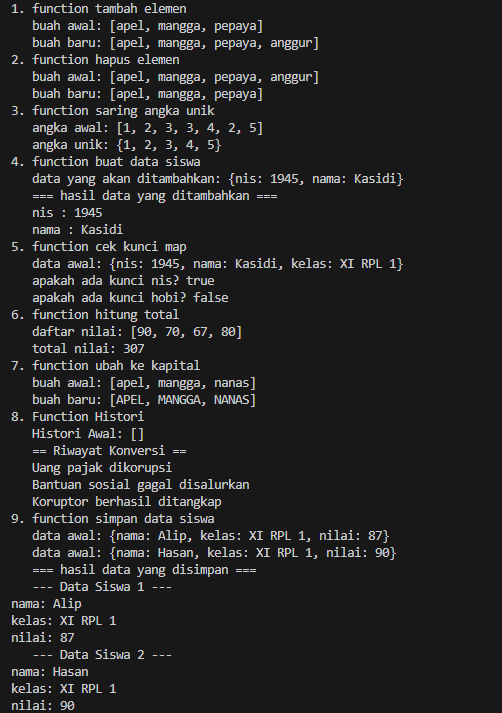 1. function tambah elemen
   buah awal: [apel, mangga, pepaya]
   buah baru: [apel, mangga, pepaya, anggur]
2. function hapus elemen
   buah awal: [apel, mangga, pepaya, anggur]
   buah baru: [apel, mangga, pepaya]
3. function saring angka unik
   angka awal: [1, 2, 3, 3, 4, 2, 5]
   angka unik: {1, 2, 3, 4, 5}
4. function buat data siswa
   data yang akan ditambahkan: {nis: 1945, nama: Kasidi}
   === hasil data yang ditambahkan ===
   nis : 1945
   nama : Kasidi
5. function cek kunci map
   data awal: {nis: 1945, nama: Kasidi, kelas: XI RPL 1}
   apakah ada kunci nis? true
   apakah ada kunci hobi? false
6. function hitung total
   daftar nilai: [90, 70, 67, 80]
   total nilai: 307
7. function ubah ke kapital
   buah awal: [apel, mangga, nanas]
   buah baru: [APEL, MANGGA, NANAS]
8. Function Histori
   Histori Awal: []
   == Riwayat Konversi ==
   Uang pajak dikorupsi
   Bantuan sosial gagal disalurkan
   Koruptor berhasil ditangkap
9. function simpan data siswa
   data awal: {nama: Alip, kelas: XI RPL 1, nilai: 87}
   data awal: {nama: Hasan, kelas: XI RPL 1, nilai: 90}
   === hasil data yang disimpan ===
   --- Data Siswa 1 ---
nama: Alip
kelas: XI RPL 1
nilai: 87
   --- Data Siswa 2 ---
nama: Hasan
kelas: XI RPL 1
nilai: 90